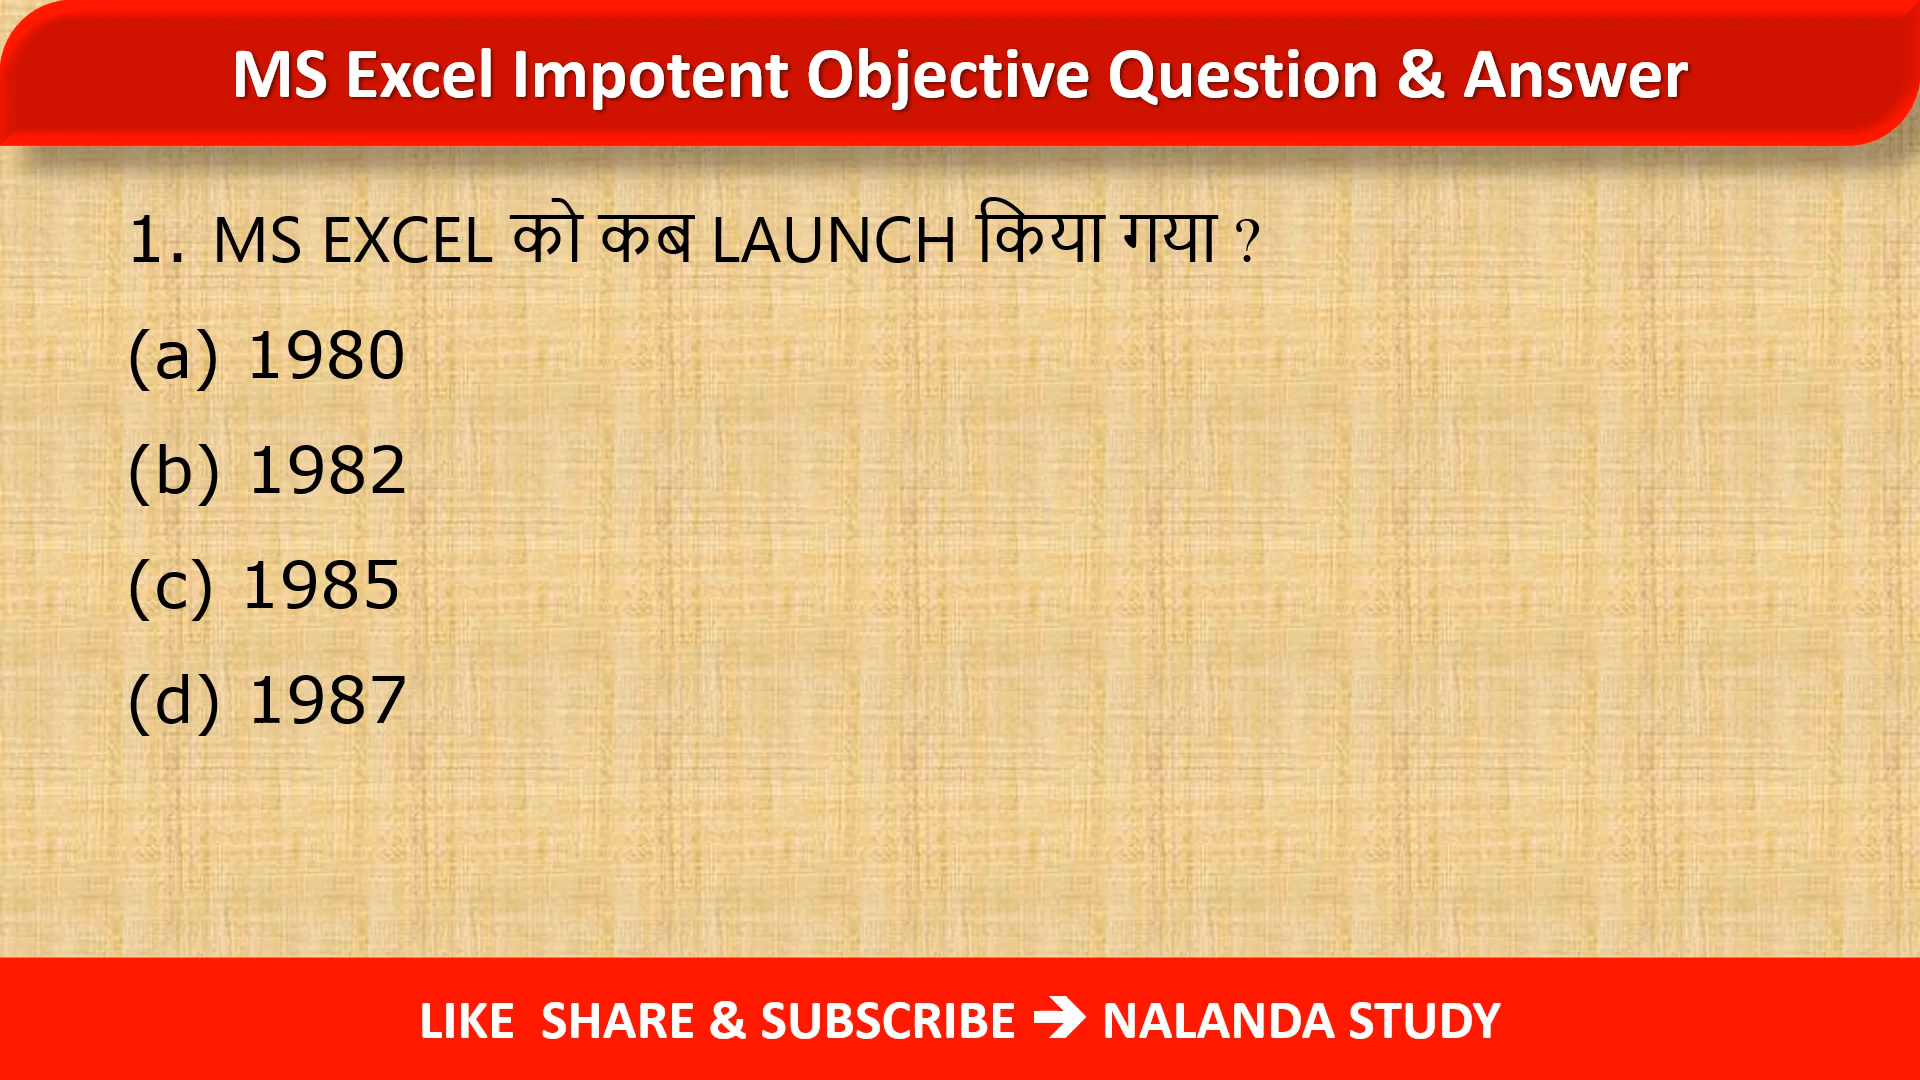 MS Excel Impotent Objective Question & Answer
1. MS EXCEL को कब LAUNCH किया गया ?
(a) 1980
(b) 1982
(c) 1985
(d) 1987
LIKE SHARE & SUBSCRIBE → NALANDA STUDY